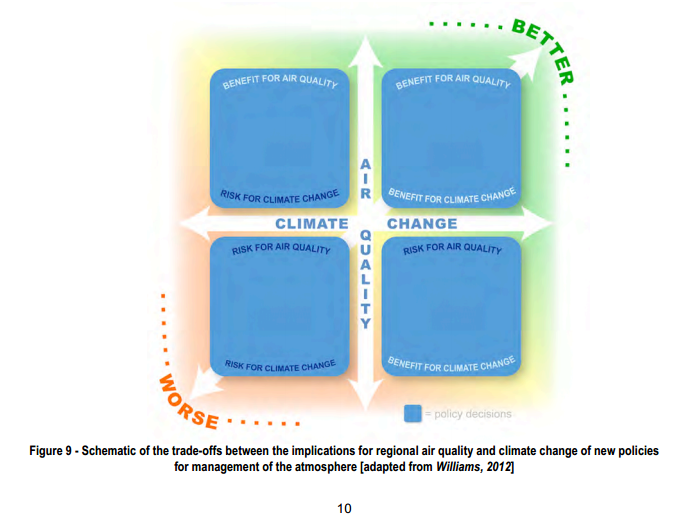 BETTER
BENEFIT FOR AIR QUALITY
RISK FOR CLIMATE CHANGE
BENEFIT FOR AIR QUALITY
BENEFIT FOR CLIMATE CHANGE
AIR QUALITY
CLIMATE CHANGE
RISK FOR AIR QUALITY
RISK FOR CLIMATE CHANGE
RISK FOR AIR QUALITY
BENEFIT FOR CLIMATE CHANGE
WORSE
= policy decisions
Figure 9 - Schematic of the trade-offs between the implications for regional air quality and climate change of new policies
for management of the atmosphere [adapted from Williams, 2012]
10